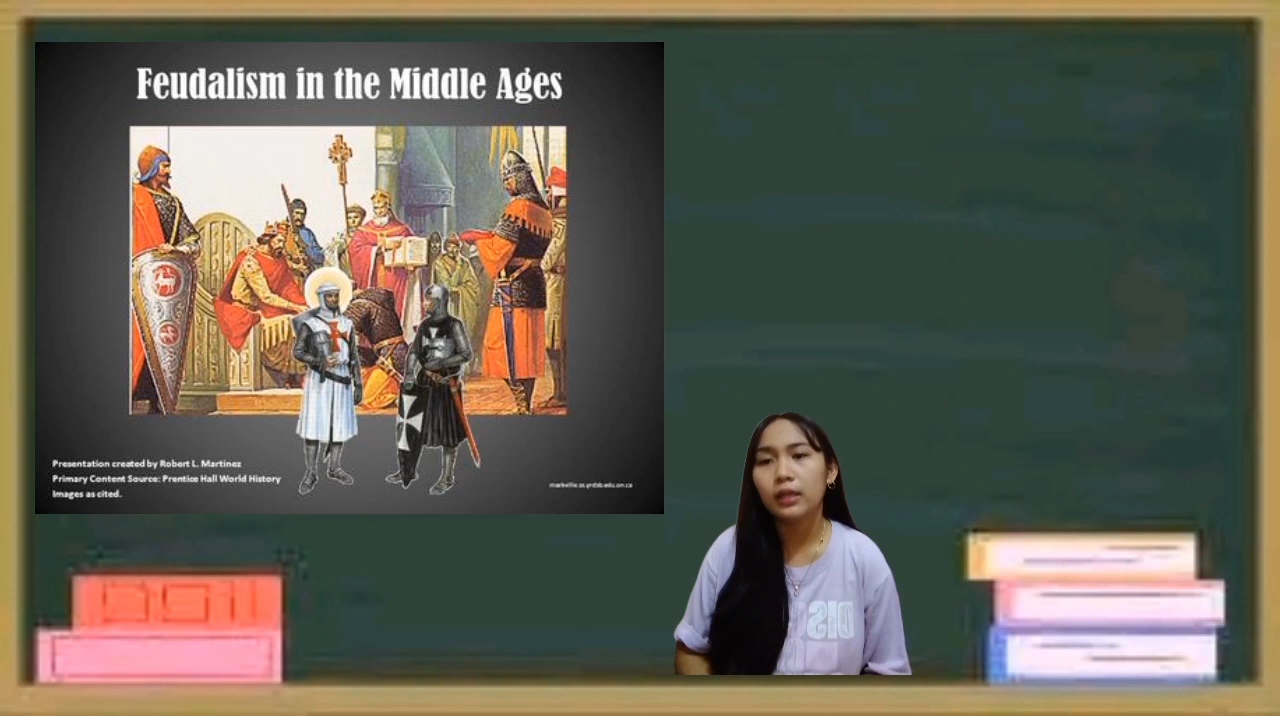 Feudalism in the Middle Ages
Presentation created by Robert L. Martinez
Primary Content Source: Prentice Hall World History
Images as cited.
markville.ss.yrdsb.edu.on.ca
DIS